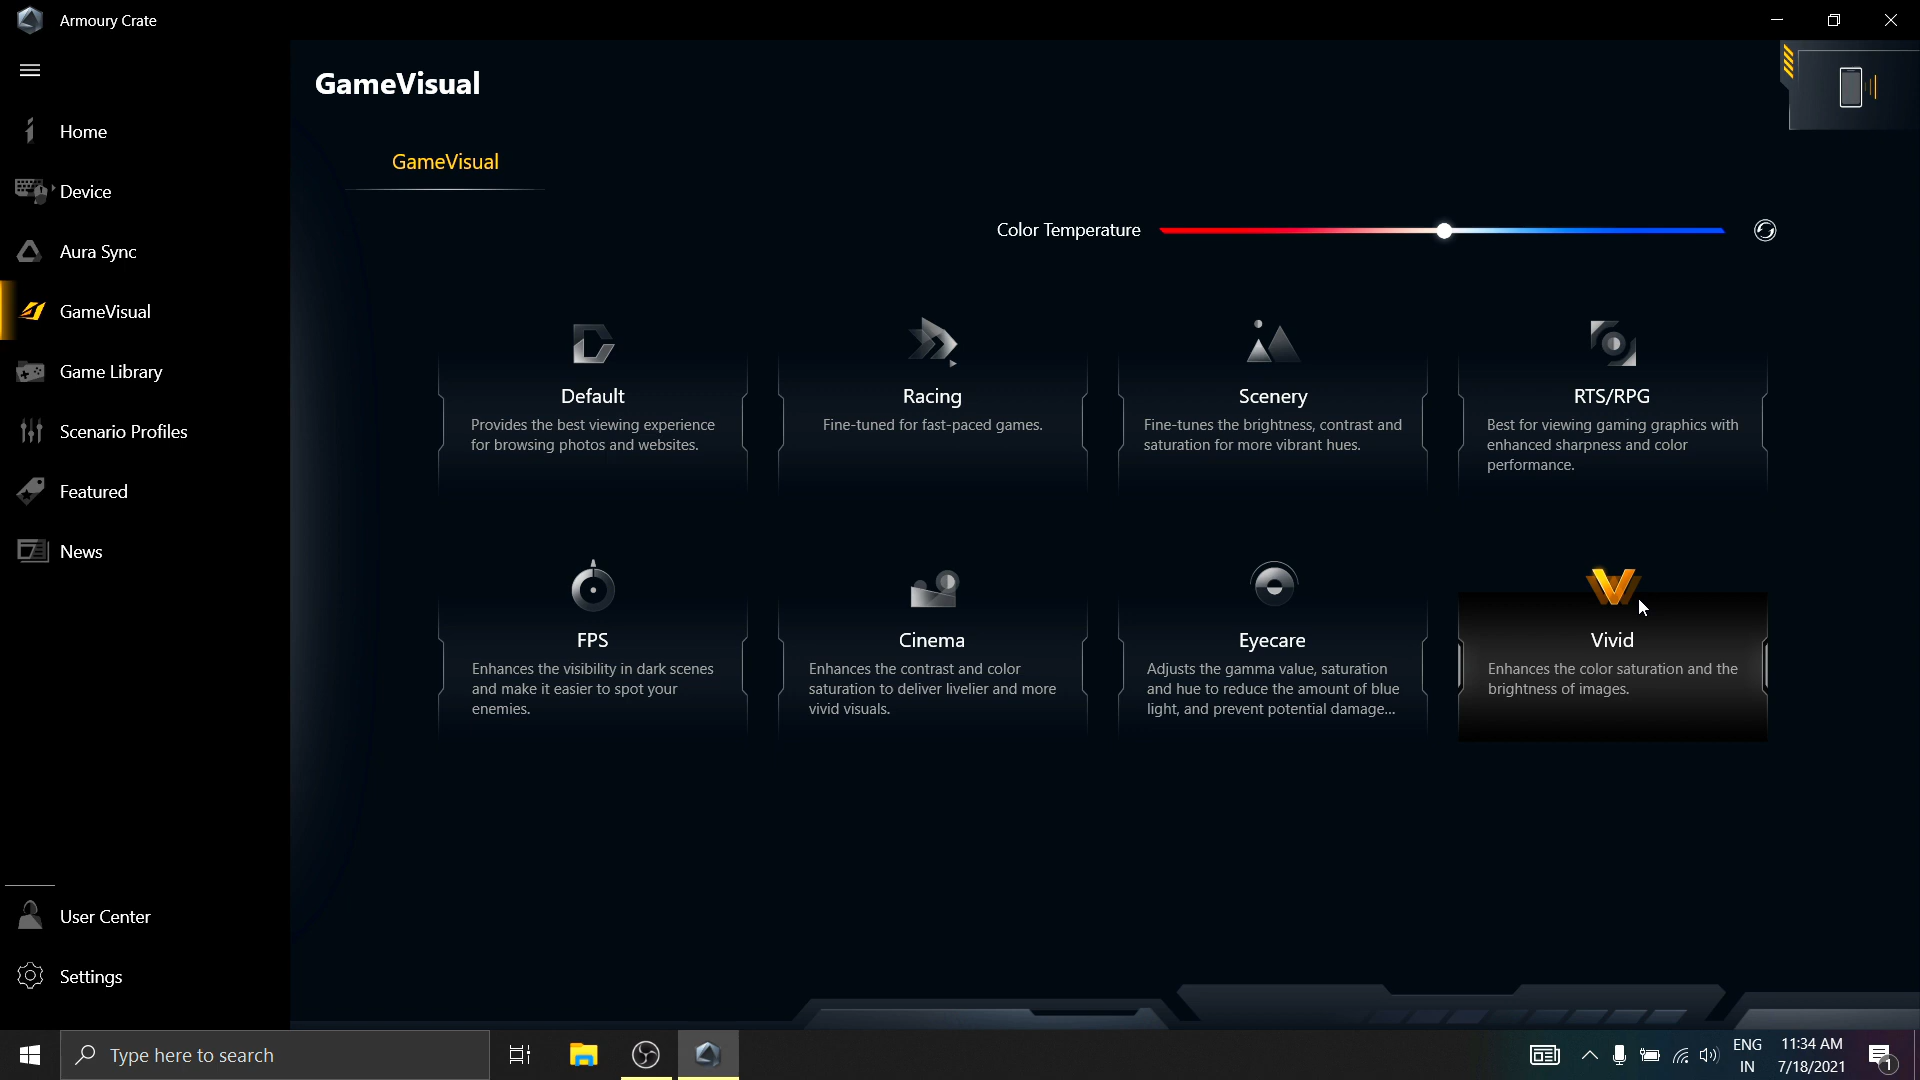 Armoury Crate
GameVisual
Home
Device
Aura Sync
GameVisual
Game Library
Scenario Profiles
Featured
News
User Center
Settings
GameVisual
Color Temperature
Default
Provides the best viewing experience
for browsing photos and websites.
Racing
Fine-tuned for fast-paced games.
Scenery
Fine-tunes the brightness, contrast and
saturation for more vibrant hues.
RTS/RPG
Best for viewing gaming graphics with
enhanced sharpness and color
performance.
FPS
Enhances the visibility in dark scenes
and make it easier to spot your
enemies.
Cinema
Enhances the contrast and color
saturation to deliver livelier and more
vivid visuals.
Eyecare
Adjusts the gamma value, saturation
and hue to reduce the amount of blue
light, and prevent potential damage...
Vivid
Enhances the color saturation and the
brightness of images.
Type here to search
ENG
IN
11:34 AM
7/18/2021
1